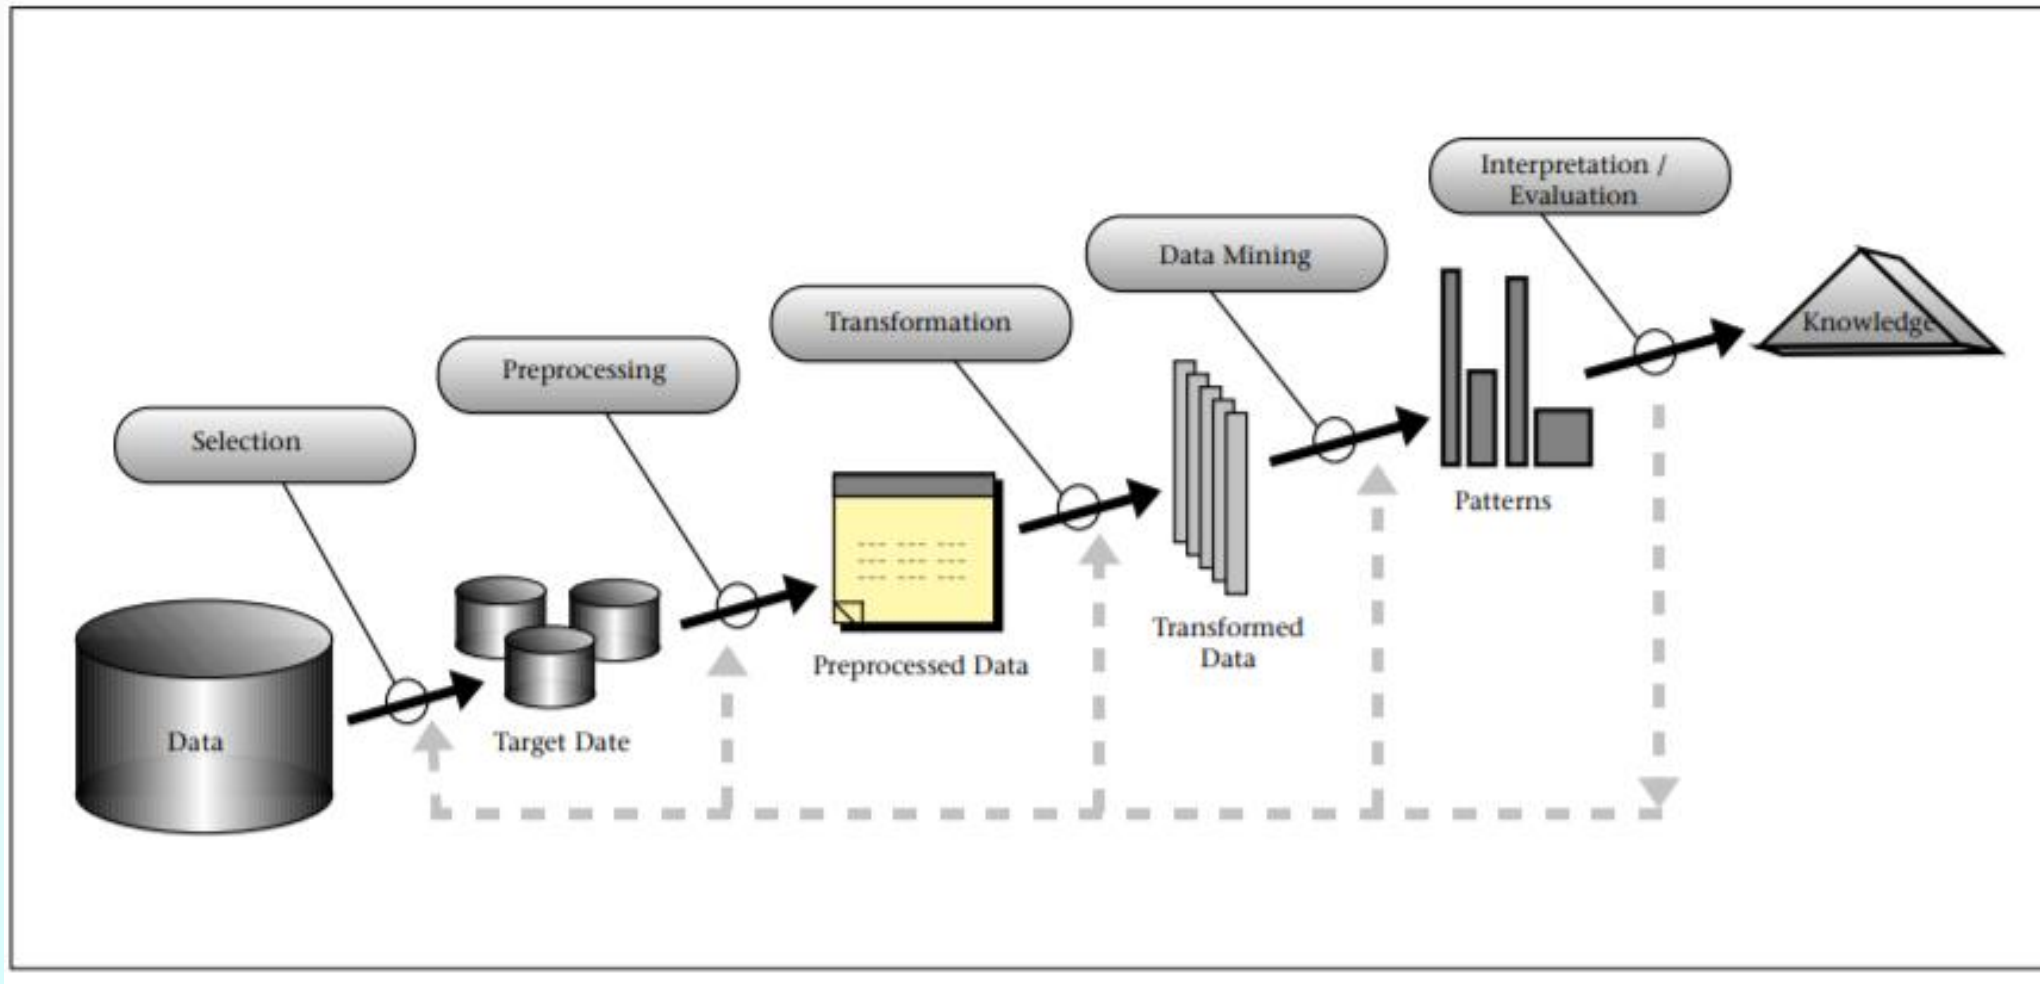 Interpretation /
Evaluation
Data Mining
Transformation
Knowledge
Preprocessing
Selection
Patterns
Transformed
Data
Preprocessed Data
Data
Target Date